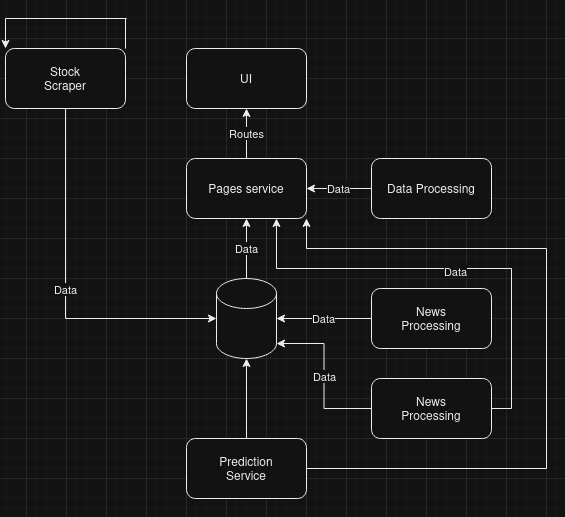 Stock
Scraper
UI
Routes
Pages service
Data
Data Processing
Data
Data
Data
News
Processing
Data
Data
News
Processing
Prediction
Service